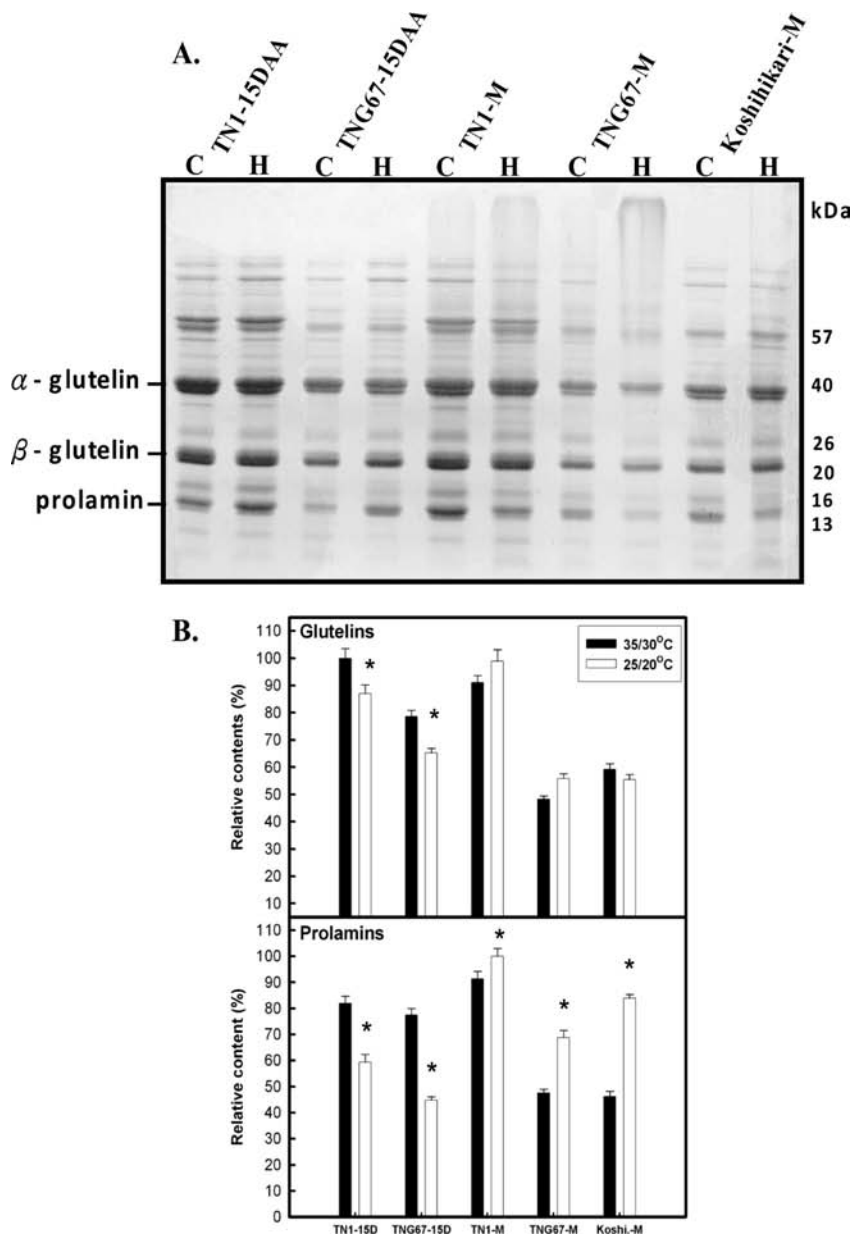 A.
TN1-15DAA
TNG67-15DAA
TN1-M
TNG67-M
Koshihikari-M
C H C H C H C H C H
kDa
57
α - glutelin
40
26
β - glutelin
20
prolamin
16
13
B.
Glutelins
35/30°C
25/20°C
Relative contents (%)
110
100
90
80
70
60
50
40
30
20
10
* *
Prolamins
Relative content (%)
110
100
90
80
70
60
50
40
30
20
10
0
* * * * *
TN1-15D TNG67-15D TN1-M TNG67-M Koshi.-M